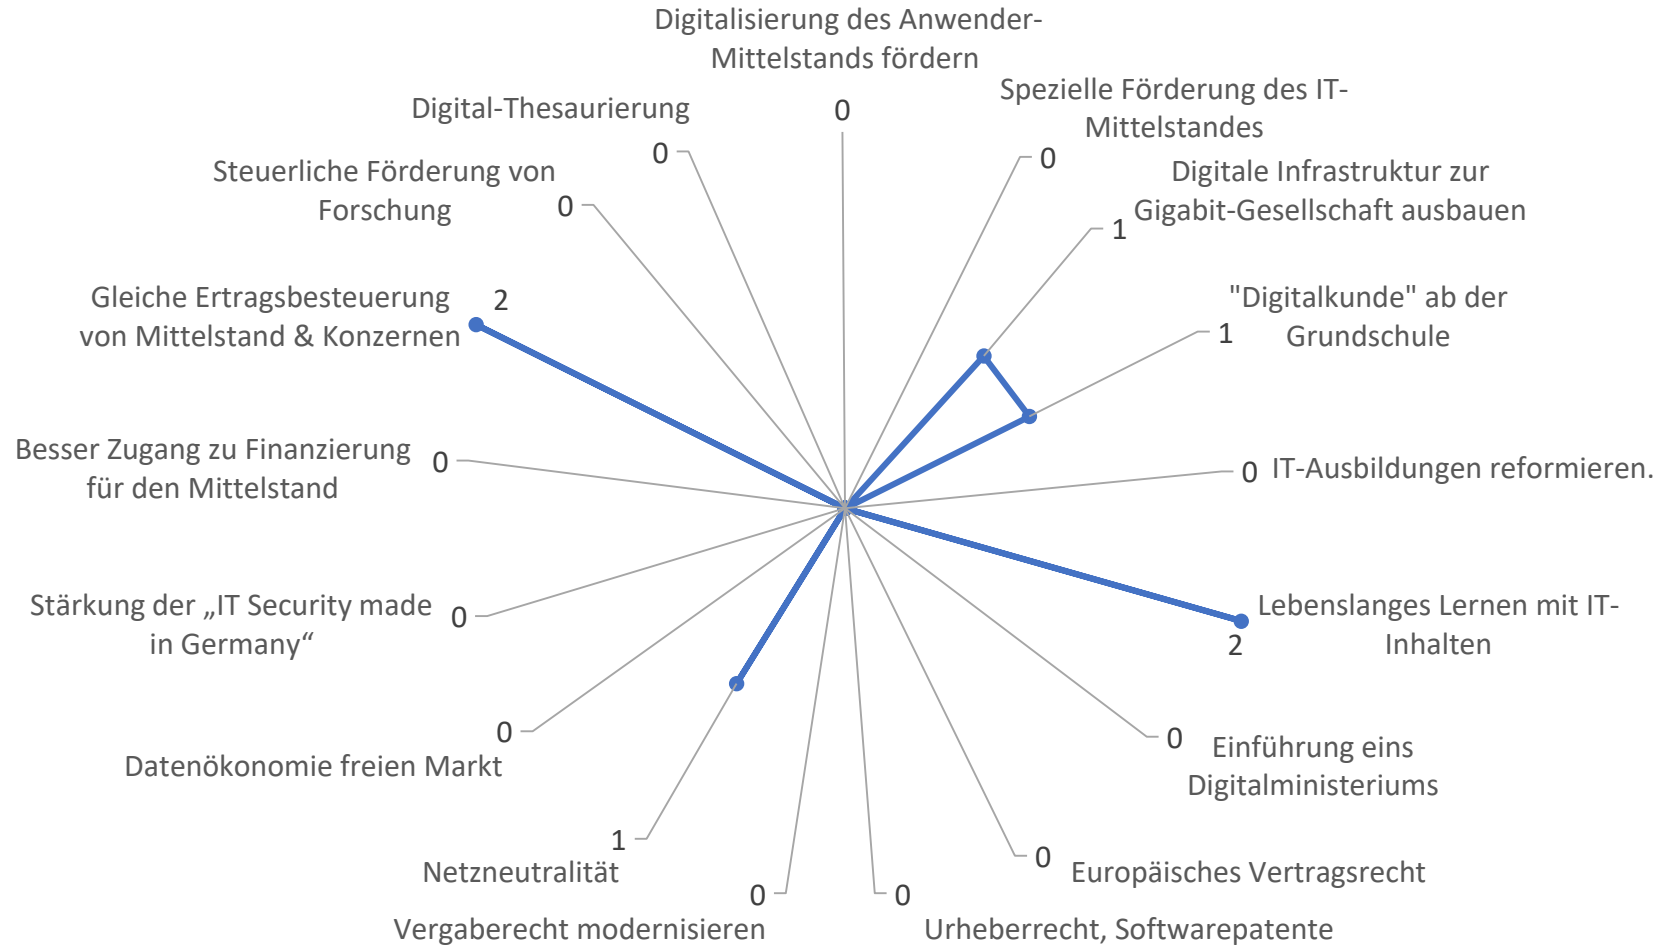 Digitalisierung des Anwender-
Mittelstands fördern
0
Spezielle Förderung des IT-
Mittelstandes
0
Digitale Infrastruktur zur
Gigabit-Gesellschaft ausbauen
1
"Digitalkunde" ab der
Grundschule
1
IT-Ausbildungen reformieren.
0
Lebenslanges Lernen mit IT-
Inhalten
2
Einführung eins
Digitalministeriums
0
Europäisches Vertragsrecht
0
Urheberrecht, Softwarepatente
0
Vergaberecht modernisieren
0
Netzneutralität
1
Datenökonomie freien Markt
0
Stärkung der „IT Security made
in Germany“
0
Besser Zugang zu Finanzierung
für den Mittelstand
0
Gleiche Ertragsbesteuerung
von Mittelstand & Konzernen
2
Steuerliche Förderung von
Forschung
0
Digital-Thesaurierung
0